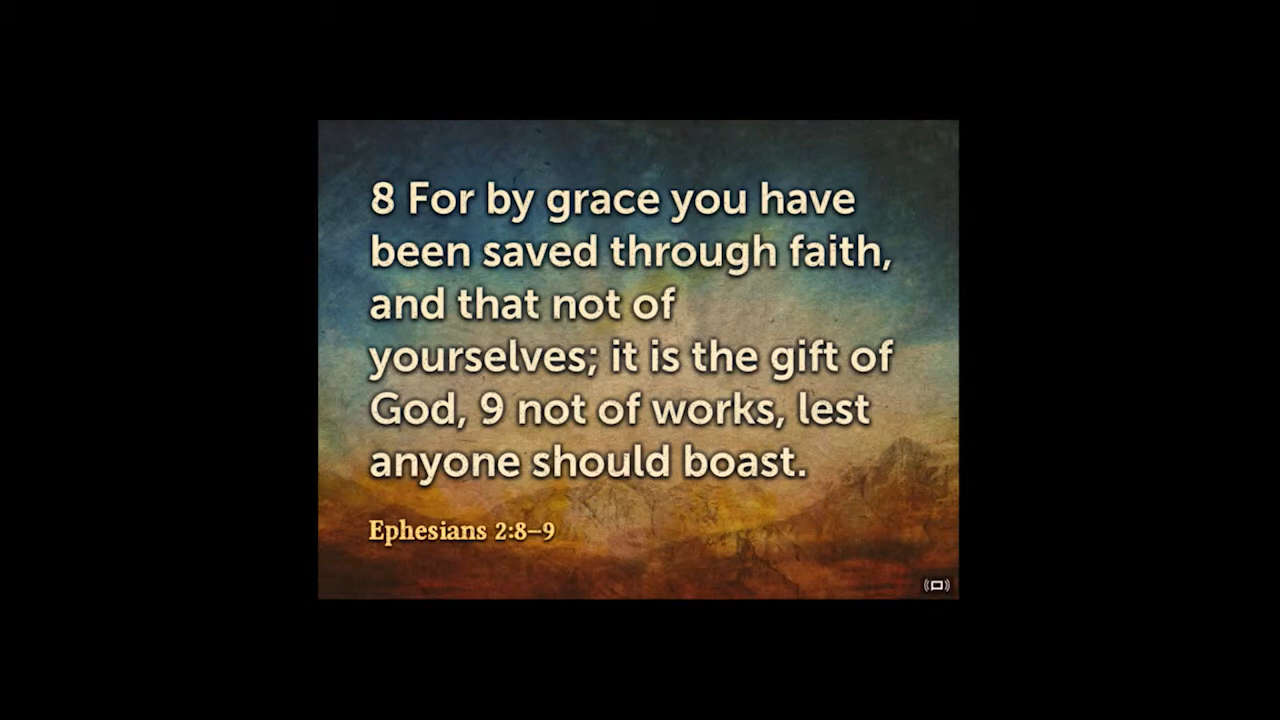 8 For by grace you have
been saved through faith,
and that not of
yourselves; it is the gift of
God, 9 not of works, lest
anyone should boast.
Ephesians 2:8–9